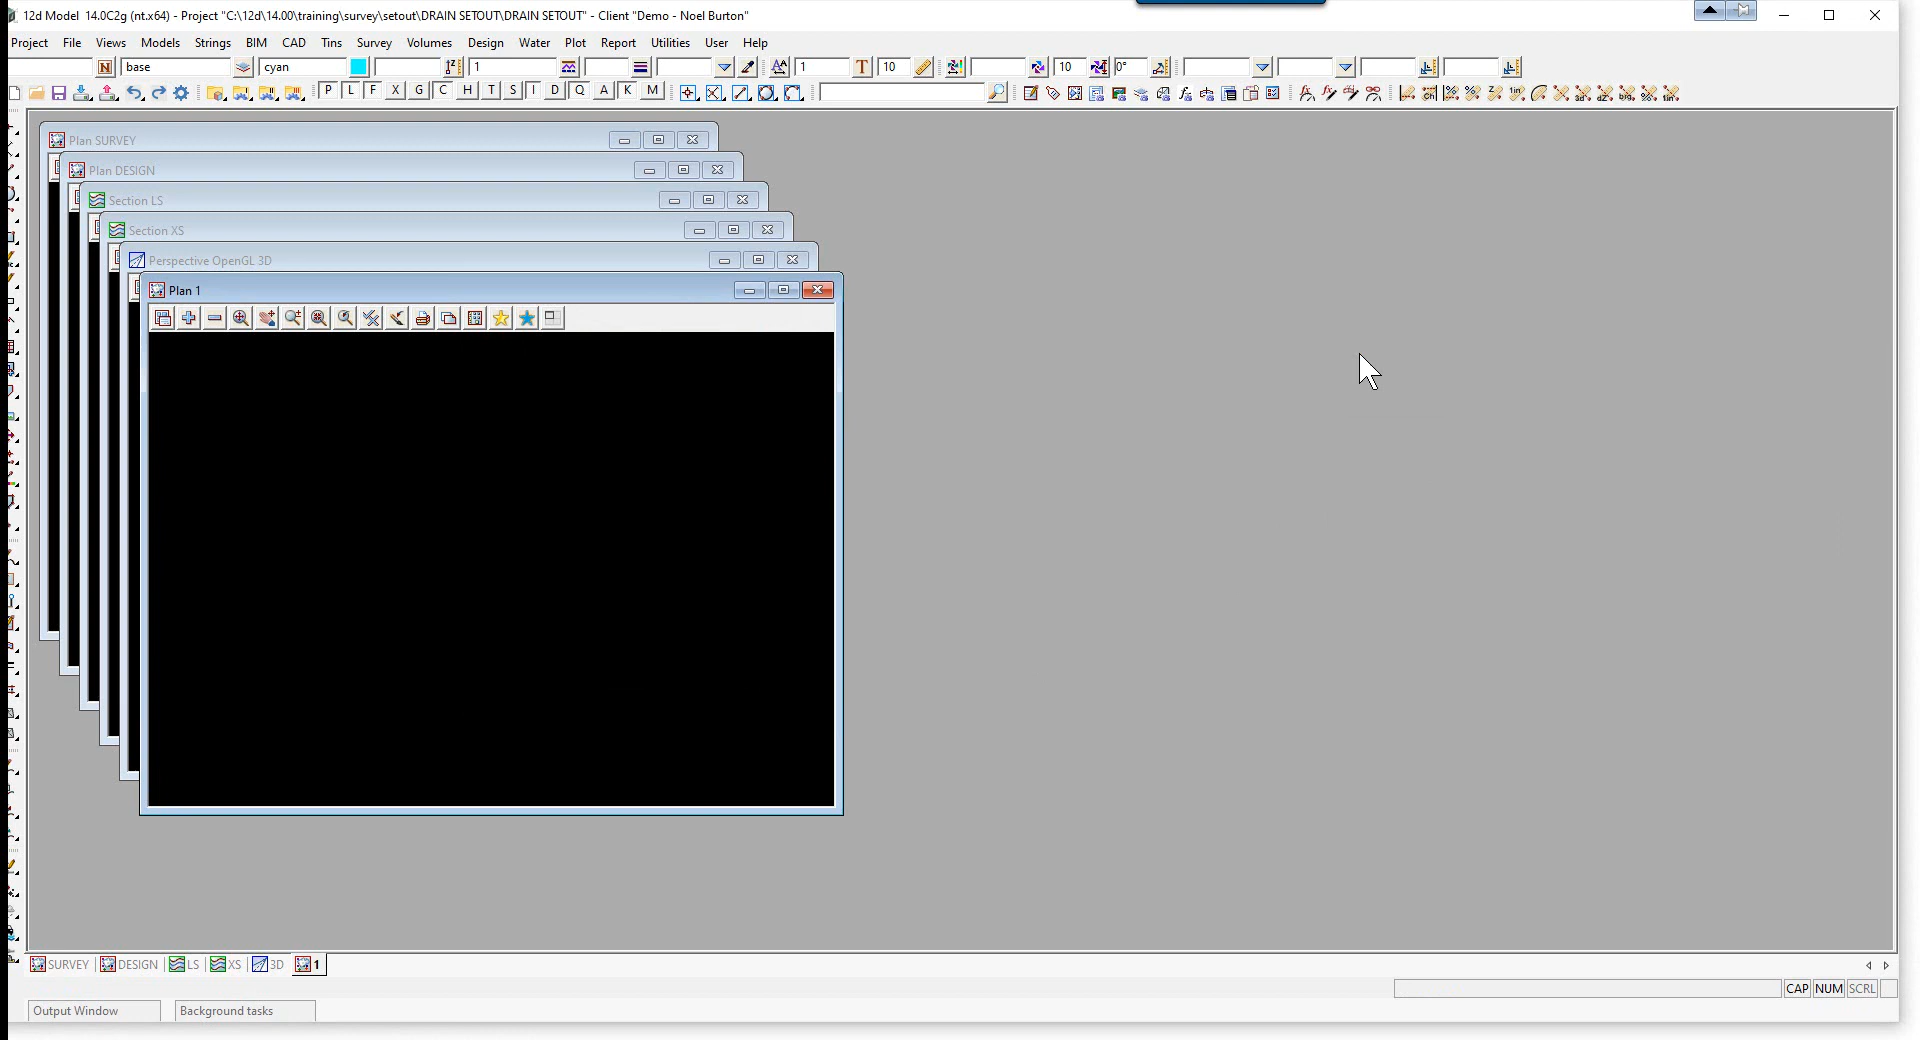 12d Model 14.0C2g (nt.x64) - Project "C:\12d\14.00\training\survey\setout\DRAIN SETOUT\DRAIN SETOUT" - Client "Demo - Noel Burton"
Project File Views Models Strings BIM CAD Tins Survey Volumes Design Water Plot Report Utilities User Help
N base cyan 1 1 T 10 10 0°
P L F X G C H T S I D Q A K M
Plan SURVEY
Plan DESIGN
Section LS
Section XS
Perspective OpenGL 3D
Plan 1
SURVEY DESIGN LS XS 3D 1
CAP NUM SCRL
Output Window Background tasks